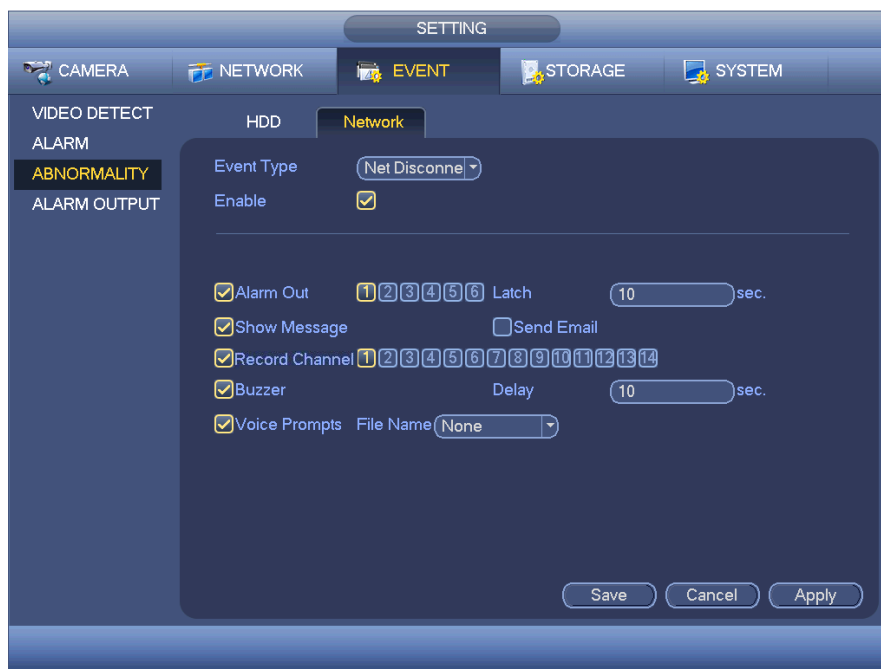 SETTING
CAMERA NETWORK EVENT STORAGE SYSTEM
VIDEO DETECT
ALARM
ABNORMALITY
ALARM OUTPUT
HDD Network
Event Type Net Disconne
Enable
Alarm Out 1 2 3 4 5 6 Latch 10 sec.
Show Message Send Email
Record Channel 1 2 3 4 5 6 7 8 9 10 11 12 13 14
Buzzer Delay 10 sec.
Voice Prompts File Name None
Save Cancel Apply